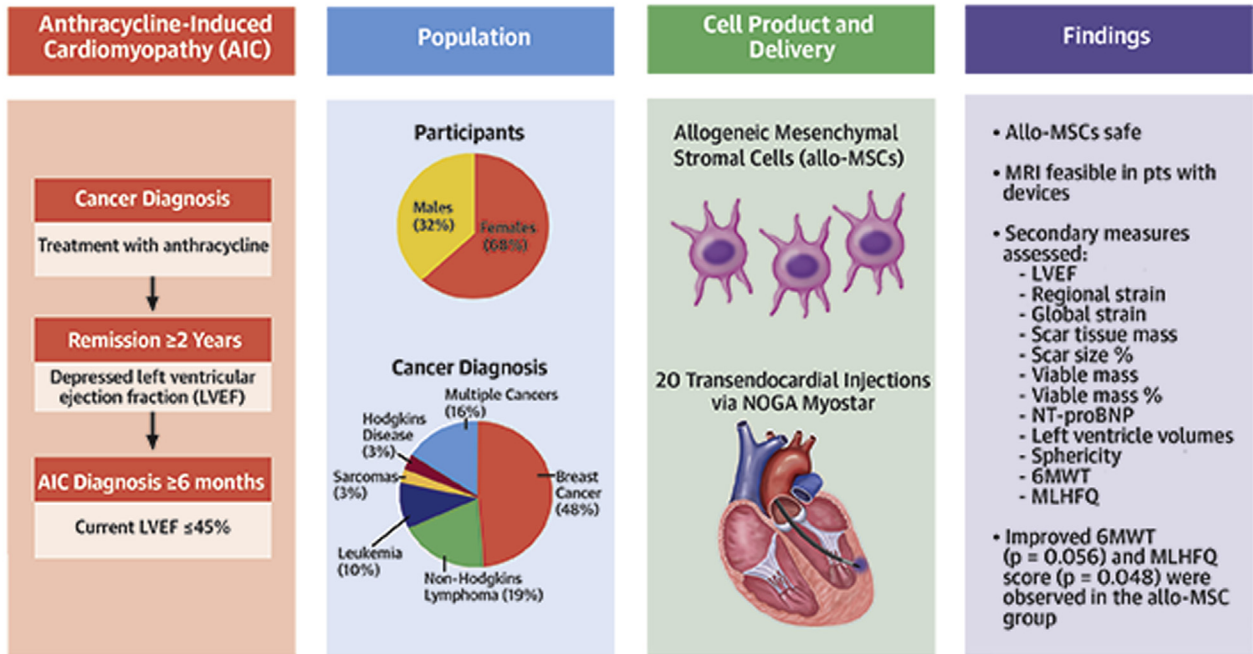 Anthracycline-Induced
Cardiomyopathy (AIC)
Cancer Diagnosis
Treatment with anthracycline
Remission ≥2 Years
Depressed left ventricular
ejection fraction (LVEF)
AIC Diagnosis ≥6 months
Current LVEF ≤45%
Population
Participants
Males
(32%)
Females
(68%)
Cancer Diagnosis
Multiple Cancers
(16%)
Hodgkins
Disease
(3%)
Sarcomas
(3%)
Leukemia
(10%)
Non-Hodgkins
Lymphoma (19%)
Breast
Cancer
(48%)
Cell Product and
Delivery
Allogeneic Mesenchymal
Stromal Cells (allo-MSCs)
20 Transendocardial Injections
via NOGA Myostar
Findings
• Allo-MSCs safe
• MRI feasible in pts with
devices
• Secondary measures
assessed:
- LVEF
- Regional strain
- Global strain
- Scar tissue mass
- Scar size %
- Viable mass
- Viable mass %
- NT-proBNP
- Left ventricle volumes
- Sphericity
- 6MWT
- MLHFQ
• Improved 6MWT
(p = 0.056) and MLHFQ
score (p = 0.048) were
observed in the allo-MSC
group